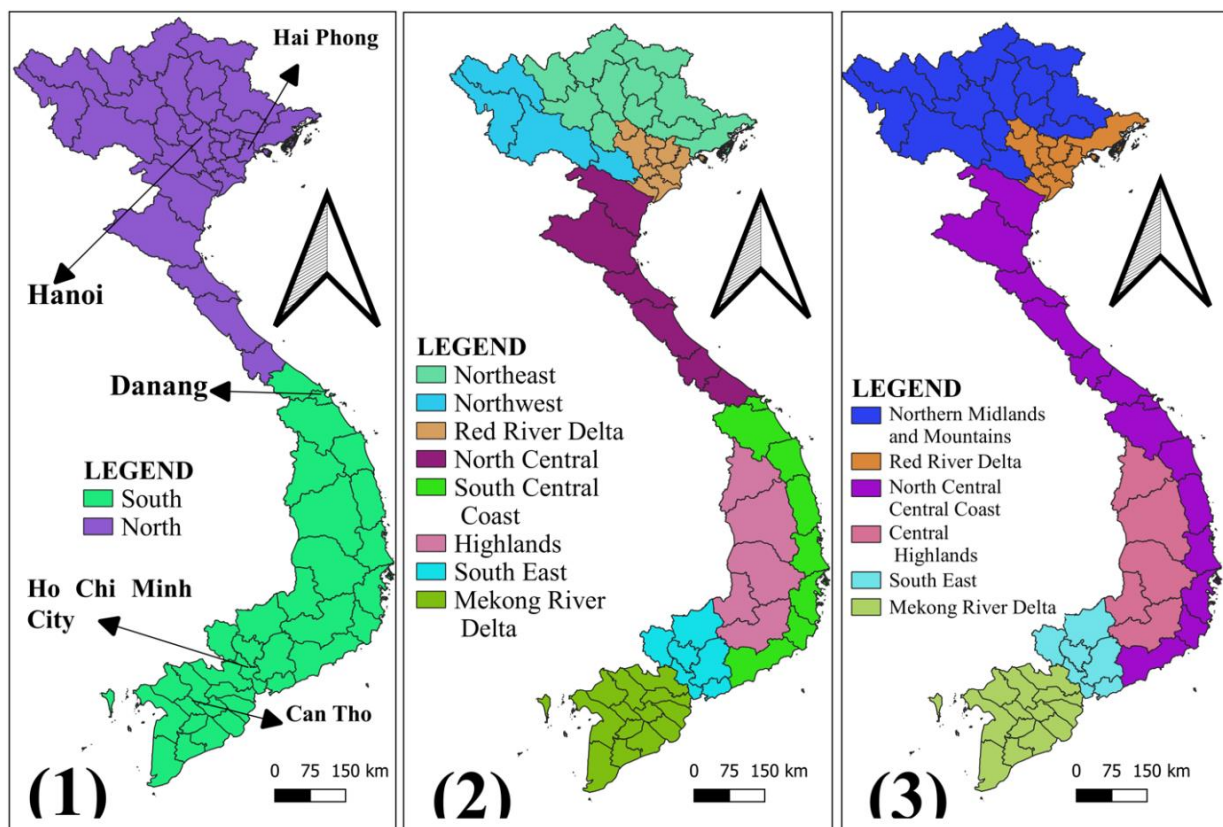 Hai Phong
Hanoi
Danang
LEGEND
South
North
Ho Chi Minh
City
Can Tho
0 75 150 km
(1)
LEGEND
Northeast
Northwest
Red River Delta
North Central
South Central
Coast
Highlands
South East
Mekong River
Delta
0 75 150 km
(2)
LEGEND
Northern Midlands
and Mountains
Red River Delta
North Central
Central Coast
Central
Highlands
South East
Mekong River Delta
0 75 150 km
(3)